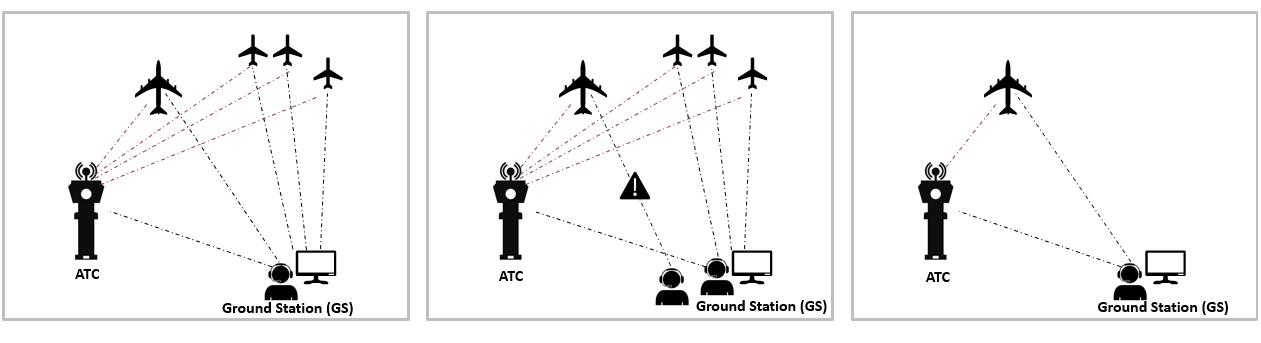 ATC
Ground Station (GS)
ATC
Ground Station (GS)
ATC
Ground Station (GS)